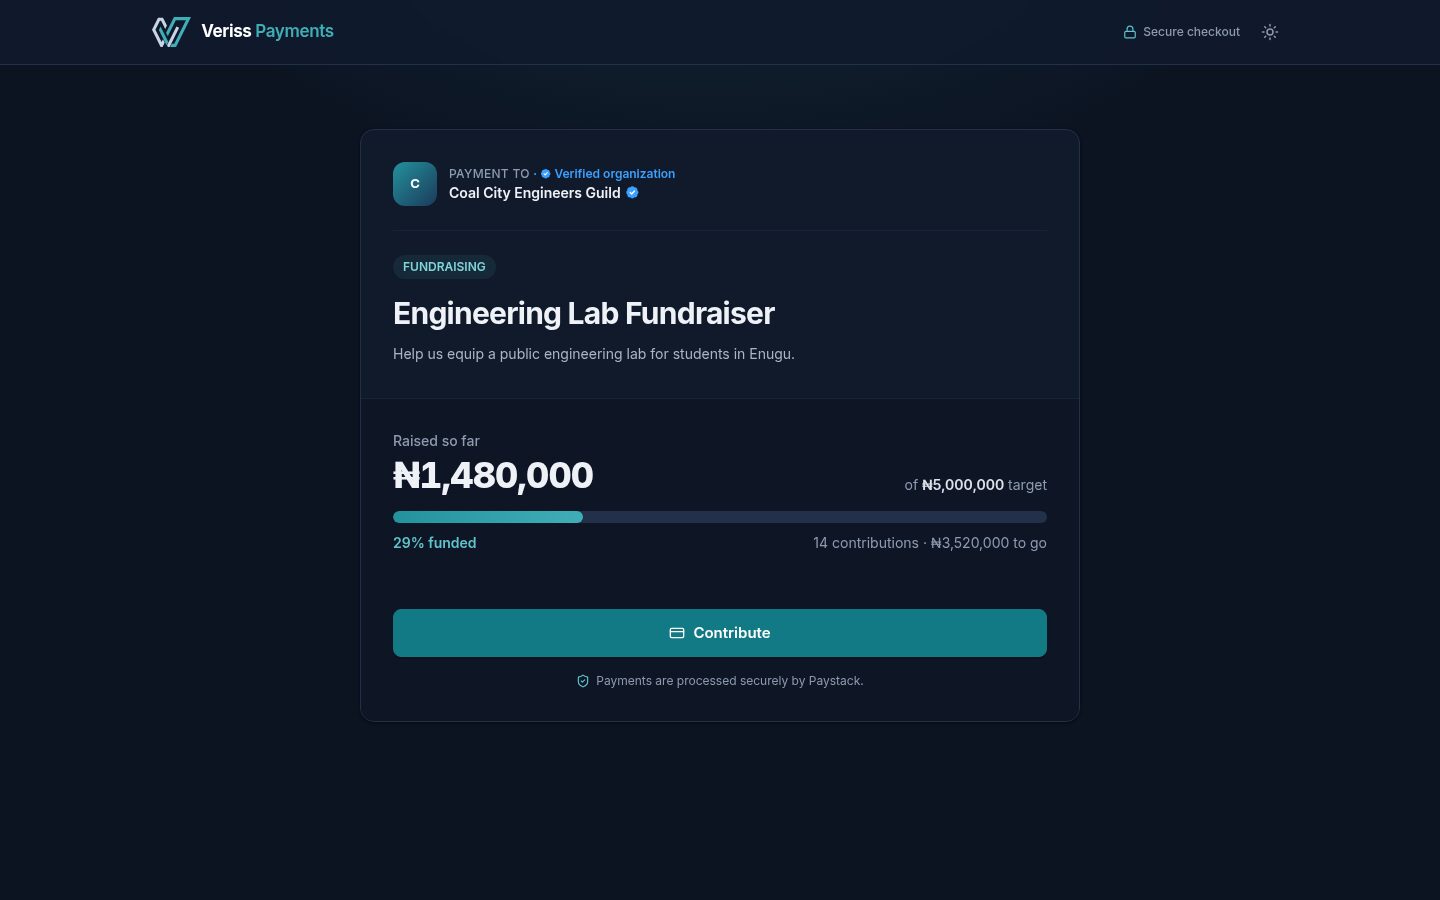 Veriss Payments
Secure checkout
C
PAYMENT TO · Verified organization
Coal City Engineers Guild
FUNDRAISING
Engineering Lab Fundraiser
Help us equip a public engineering lab for students in Enugu.
Raised so far
₦1,480,000
of ₦5,000,000 target
29% funded
14 contributions · ₦3,520,000 to go
Contribute
Payments are processed securely by Paystack.